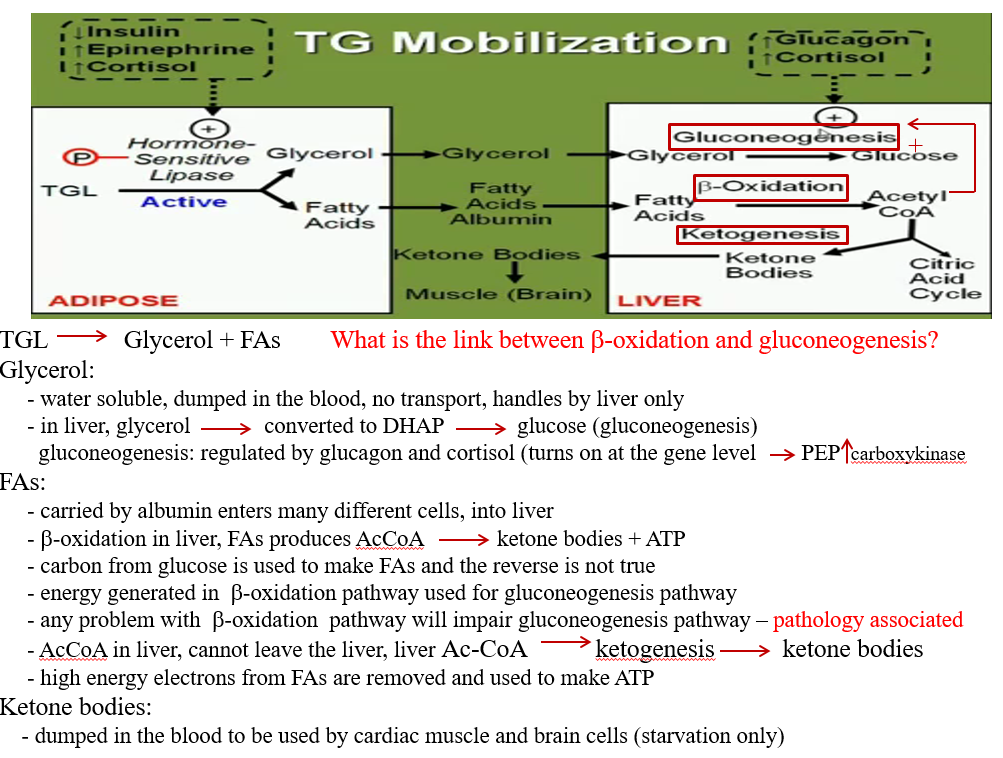 ↓Insulin
↑Epinephrine
↑Cortisol
TG Mobilization
↑Glucagon
↑Cortisol
+
+
Hormone-
Sensitive
Lipase
P
TGL
Active
Glycerol
Fatty
Acids
ADIPOSE
Glycerol
Fatty
Acids
Albumin
Ketone Bodies
Muscle (Brain)
Gluconeogenesis
+
Glycerol
Glucose
β-Oxidation
Fatty
Acids
Acetyl
CoA
Ketogenesis
Ketone
Bodies
Citric
Acid
Cycle
LIVER
TGL → Glycerol + FAs What is the link between β-oxidation and gluconeogenesis?
Glycerol:
- water soluble, dumped in the blood, no transport, handles by liver only
- in liver, glycerol → converted to DHAP → glucose (gluconeogenesis)
gluconeogenesis: regulated by glucagon and cortisol (turns on at the gene level → PEP↑carboxykinase
FAs:
- carried by albumin enters many different cells, into liver
- β-oxidation in liver, FAs produces AcCoA → ketone bodies + ATP
- carbon from glucose is used to make FAs and the reverse is not true
- energy generated in β-oxidation pathway used for gluconeogenesis pathway
- any problem with β-oxidation pathway will impair gluconeogenesis pathway – pathology associated
- AcCoA in liver, cannot leave the liver, liver Ac-CoA → ketogenesis → ketone bodies
- high energy electrons from FAs are removed and used to make ATP
Ketone bodies:
- dumped in the blood to be used by cardiac muscle and brain cells (starvation only)